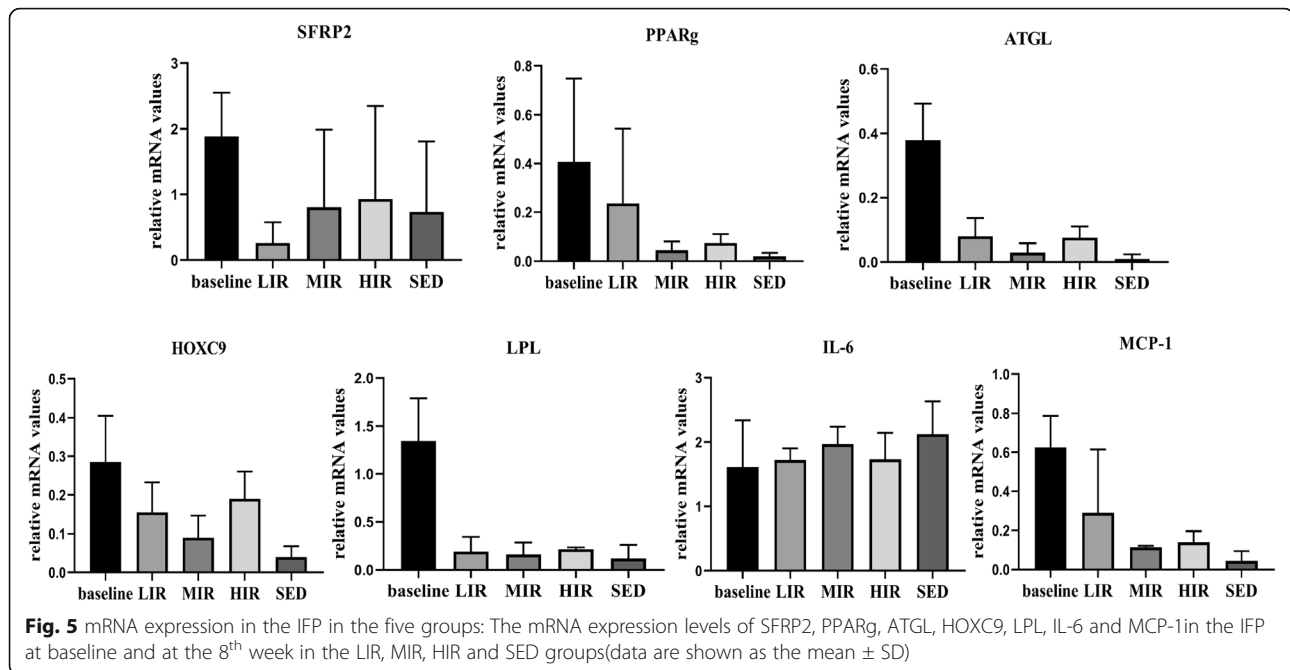 SFRP2
relative mRNA values
3
2
1
0
baseline LIR MIR HIR SED
PPARg
relative mRNA values
0.8
0.6
0.4
0.2
0.0
baseline LIR MIR HIR SED
ATGL
relative mRNA values
0.6
0.4
0.2
0.0
baseline LIR MIR HIR SED
HOXC9
relative mRNA values
0.5
0.4
0.3
0.2
0.1
0.0
baseline LIR MIR HIR SED
LPL
relative mRNA values
2.0
1.5
1.0
0.5
0.0
baseline LIR MIR HIR SED
IL-6
relative mRNA values
3
2
1
0
baseline LIR MIR HIR SED
MCP-1
relative mRNA values
1.0
0.8
0.6
0.4
0.2
0.0
baseline LIR MIR HIR SED
Fig. 5 mRNA expression in the IFP in the five groups: The mRNA expression levels of SFRP2, PPARg, ATGL, HOXC9, LPL, IL-6 and MCP-1in the IFP
at baseline and at the 8th week in the LIR, MIR, HIR and SED groups(data are shown as the mean ± SD)